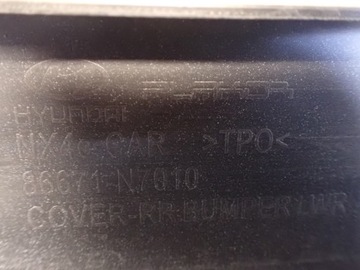 HYUNDAI
NX4e CAR >TPO<
86671-N7010
COVER-RR BUMPER LWR